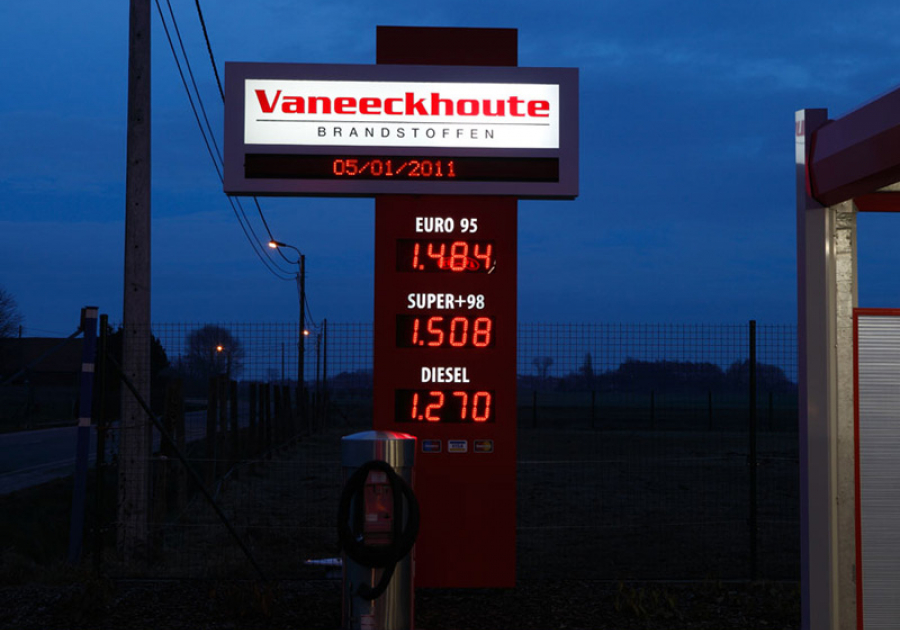 Vaneeckhoute
BRANDSTOFFEN
05/01/2011
EURO 95
1.484
SUPER+98
1.508
DIESEL
1.270